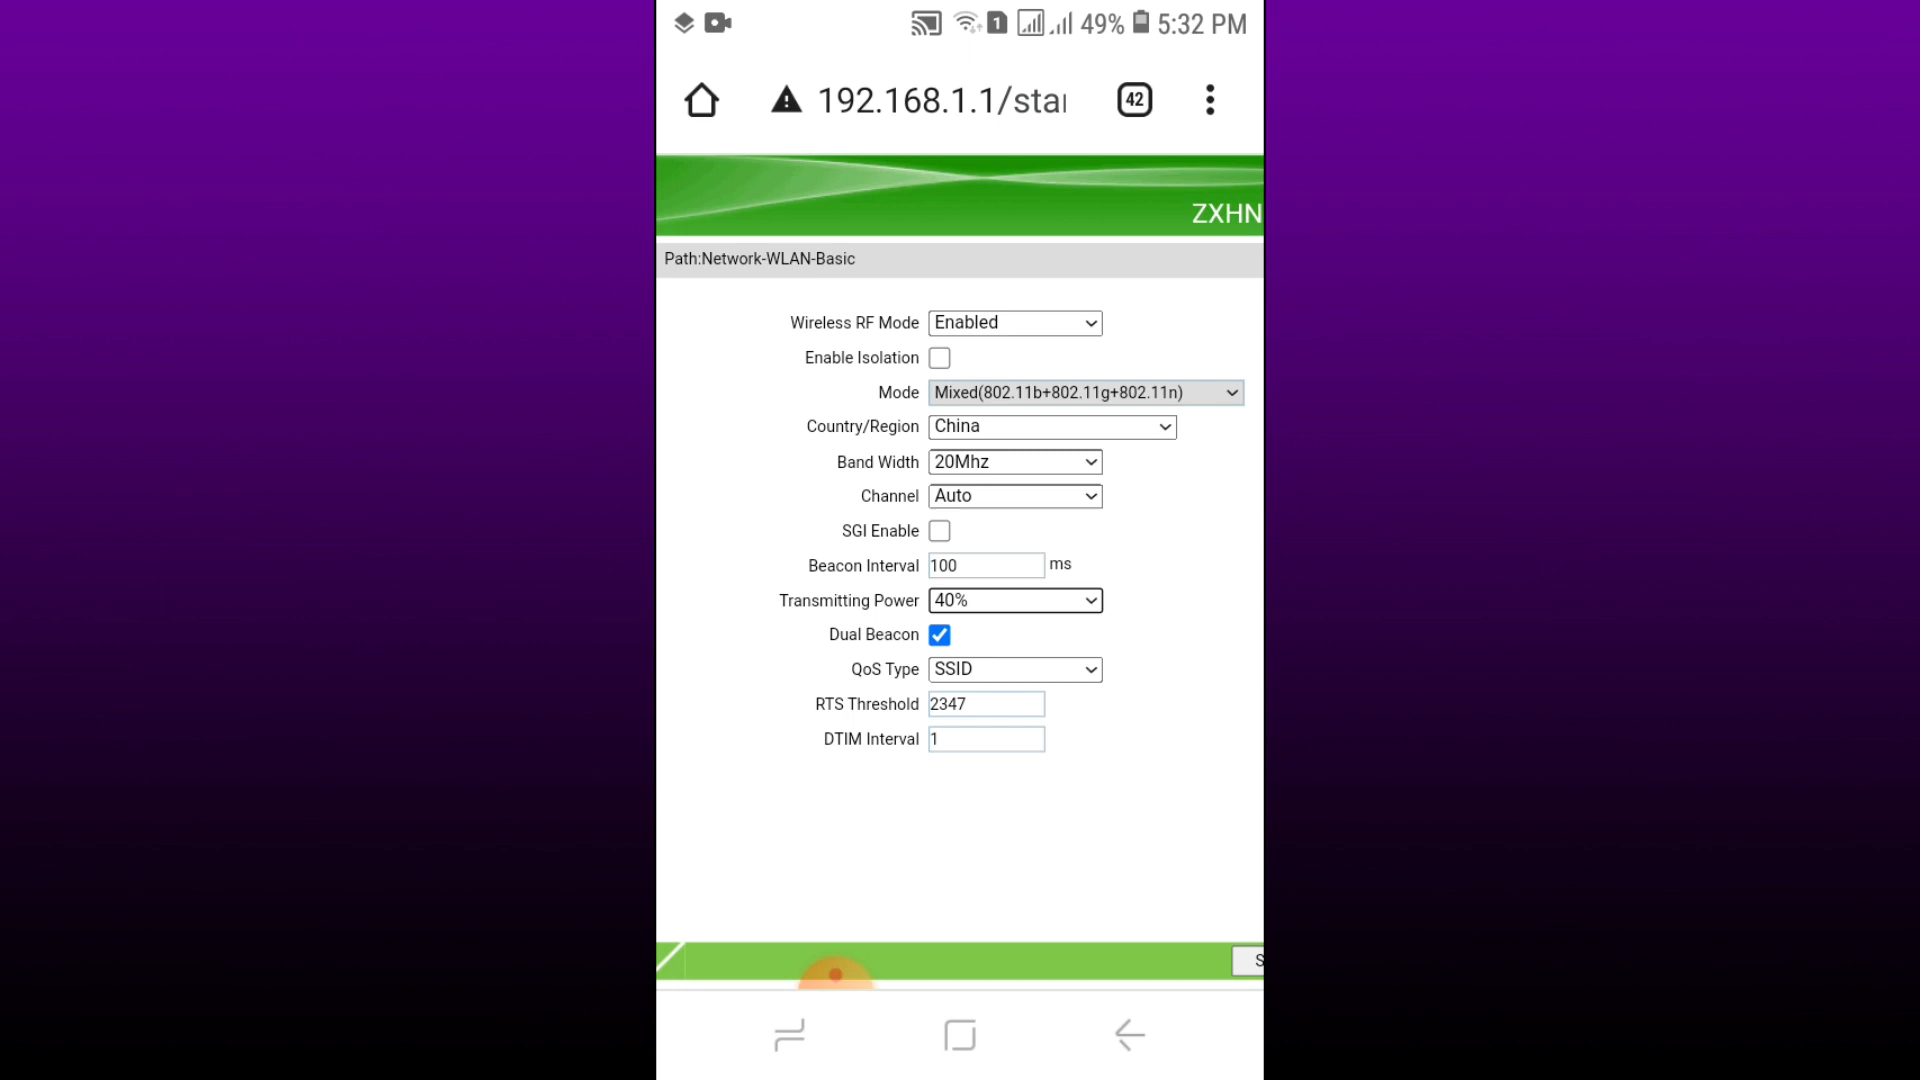 1 49% 5:32 PM
192.168.1.1/sta 42
ZXHN
Path:Network-WLAN-Basic
Wireless RF Mode Enabled
Enable Isolation
Mode Mixed(802.11b+802.11g+802.11n)
Country/Region China
Band Width 20Mhz
Channel Auto
SGI Enable
Beacon Interval 100 ms
Transmitting Power 40%
Dual Beacon
QoS Type SSID
RTS Threshold 2347
DTIM Interval 1
S